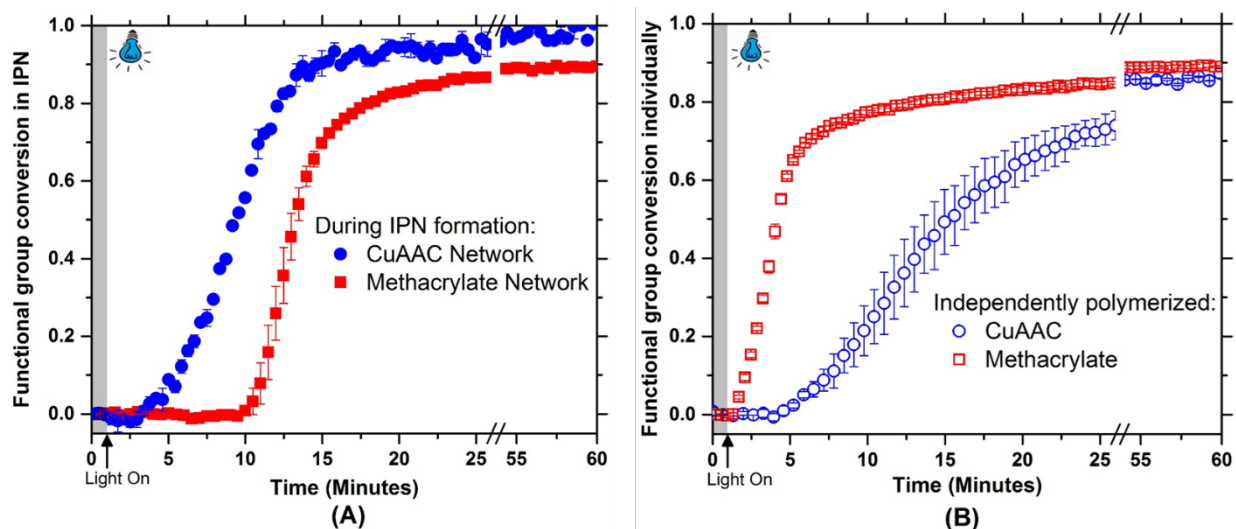 Functional group conversion in IPN
1.0
0.8
0.6
0.4
0.2
0.0
During IPN formation:
CuAAC Network
Methacrylate Network
0 5 10 15 20 25 55 60
Light On
Time (Minutes)
(A)
Functional group conversion individually
1.0
0.8
0.6
0.4
0.2
0.0
Independently polymerized:
CuAAC
Methacrylate
0 5 10 15 20 25 55 60
Light On
Time (Minutes)
(B)